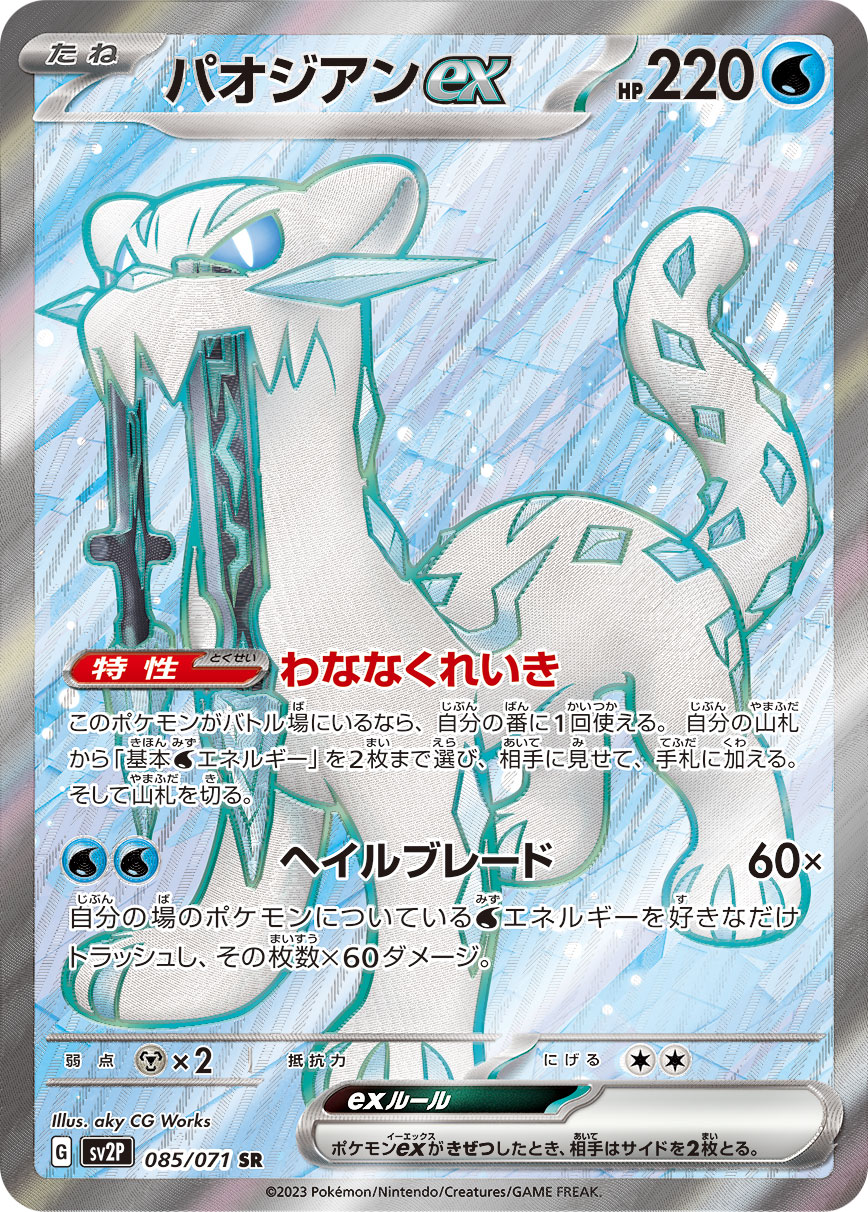 たね
パオジアンex
HP 220
特性 とくせい わななくれいき
このポケモンがバトル場にいるなら、自分の番に1回使える。自分の山札
から「基本エネルギー」を2枚まで選び、相手に見せて、手札に加える。
そして山札を切る。
ヘイルブレード 60×
自分の場のポケモンについているエネルギーを好きなだけ
トラッシュし、その枚数×60ダメージ。
弱点 ×2 抵抗力 にげる
exルール
ポケモンexがきぜつしたとき、相手はサイドを2枚とる。
Illus. aky CG Works
G sv2P 085/071 SR
©2023 Pokémon/Nintendo/Creatures/GAME FREAK.